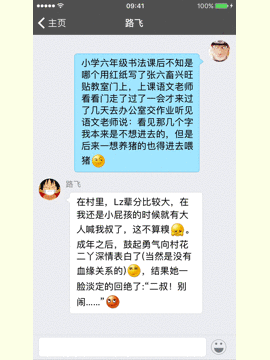 09:41
100%
主页
路飞
小学六年级书法课后不知是
哪个用红纸写了张六畜兴旺
贴教室门上，上课语文老师
看看门走了过了一会才来过
了几天去办公室交作业听见
语文老师说：看见那几个字
我本来是不想进去的，但是
后来一想养猪的也得进去喂
猪
路飞
在村里，Lz辈分比较大，在
我还是小屁孩的时候就有大
人喊我叔了，这不算糗。
成年之后，鼓起勇气向村花
二丫深情表白了(当然是没有
血缘关系的)，结果她一
脸淡定的回绝了:“二叔！别
闹......”